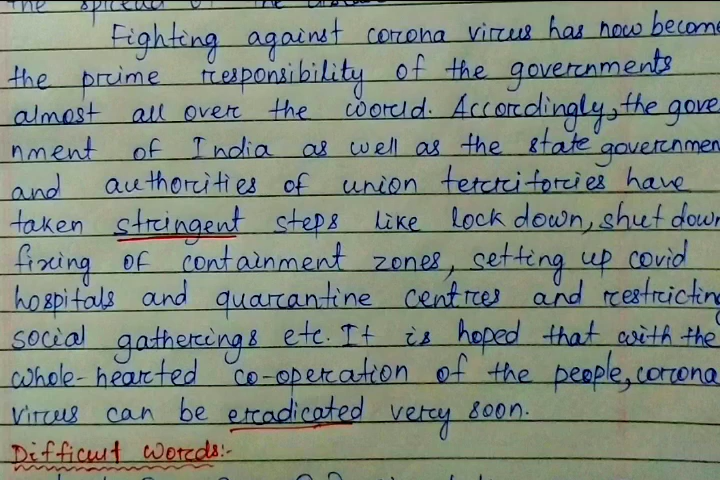 the spread of the
Fighting against corona virus has now become
the prime responsibility of the governments
almost all over the world. Accordingly, the gove
nment of India as well as the state governmen
and authorities of union territories have
taken stringent steps like lock down, shut down
fixing of containment zones, setting up covid
hospitals and quarantine centres and restricting
social gatherings etc. It is hoped that with the
whole-hearted co-operation of the people, corona
virus can be eradicated very soon.
Difficult Words:-